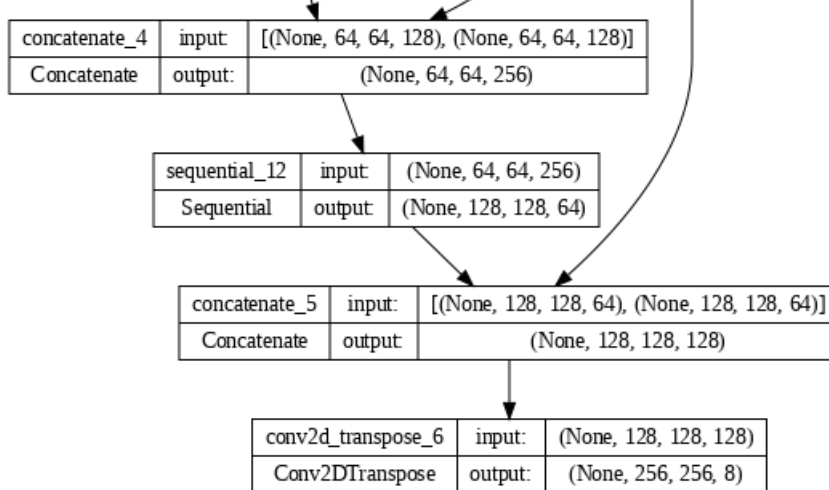 concatenate_4 input: [(None, 64, 64, 128), (None, 64, 64, 128)]
Concatenate output: (None, 64, 64, 256)
sequential_12 input: (None, 64, 64, 256)
Sequential output: (None, 128, 128, 64)
concatenate_5 input: [(None, 128, 128, 64), (None, 128, 128, 64)]
Concatenate output: (None, 128, 128, 128)
conv2d_transpose_6 input: (None, 128, 128, 128)
Conv2DTranspose output: (None, 256, 256, 8)